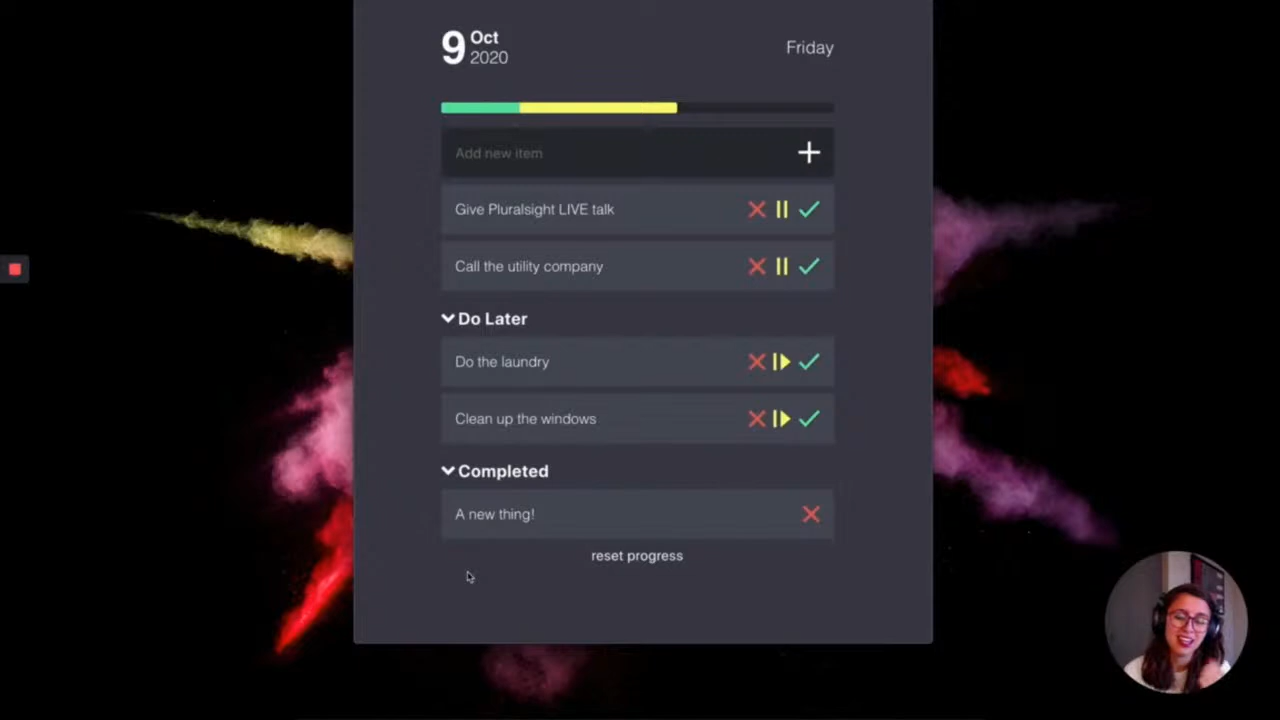 9 Oct
2020
Friday
Add new item
Give Pluralsight LIVE talk
Call the utility company
Do Later
Do the laundry
Clean up the windows
Completed
A new thing!
reset progress